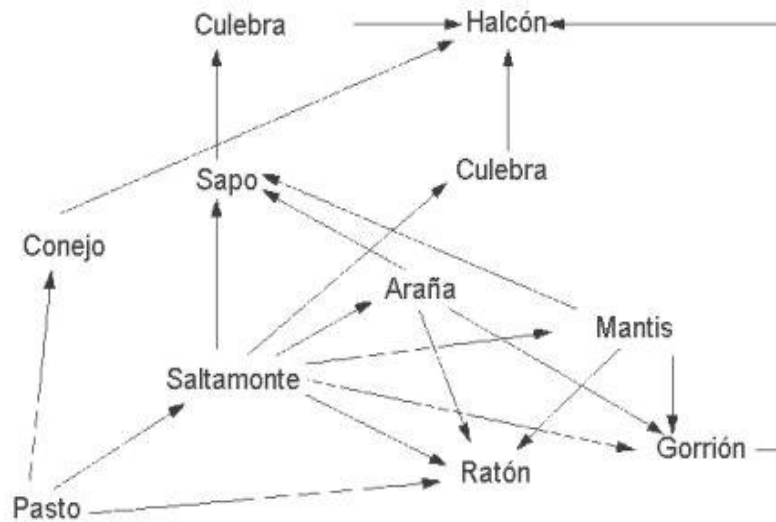 Culebra
Halcón
Culebra
Sapo
Conejo
Araña
Mantis
Saltamonte
Gorrión
Ratón
Pasto